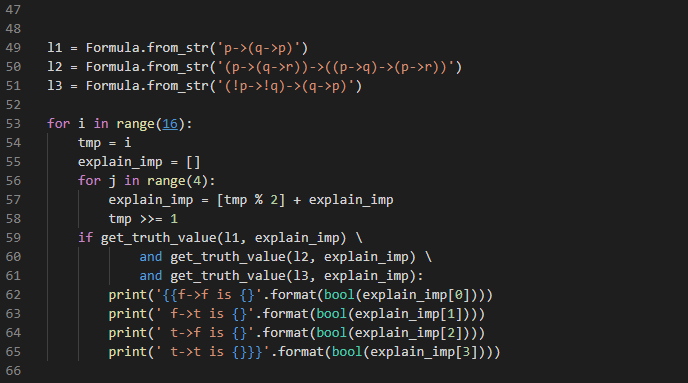 47
48
49 l1 = Formula.from_str('p->(q->p)')
50 l2 = Formula.from_str('(p->(q->r))->((p->q)->(p->r))')
51 l3 = Formula.from_str('(!p->!q)->(q->p)')
52
53 for i in range(16):
54     tmp = i
55     explain_imp = []
56     for j in range(4):
57         explain_imp = [tmp % 2] + explain_imp
58         tmp >>= 1
59     if get_truth_value(l1, explain_imp) \
60             and get_truth_value(l2, explain_imp) \
61             and get_truth_value(l3, explain_imp):
62         print('{{f->f is {}'.format(bool(explain_imp[0])))
63         print(' f->t is {}'.format(bool(explain_imp[1])))
64         print(' t->f is {}'.format(bool(explain_imp[2])))
65         print(' t->t is {}}}'.format(bool(explain_imp[3])))
66